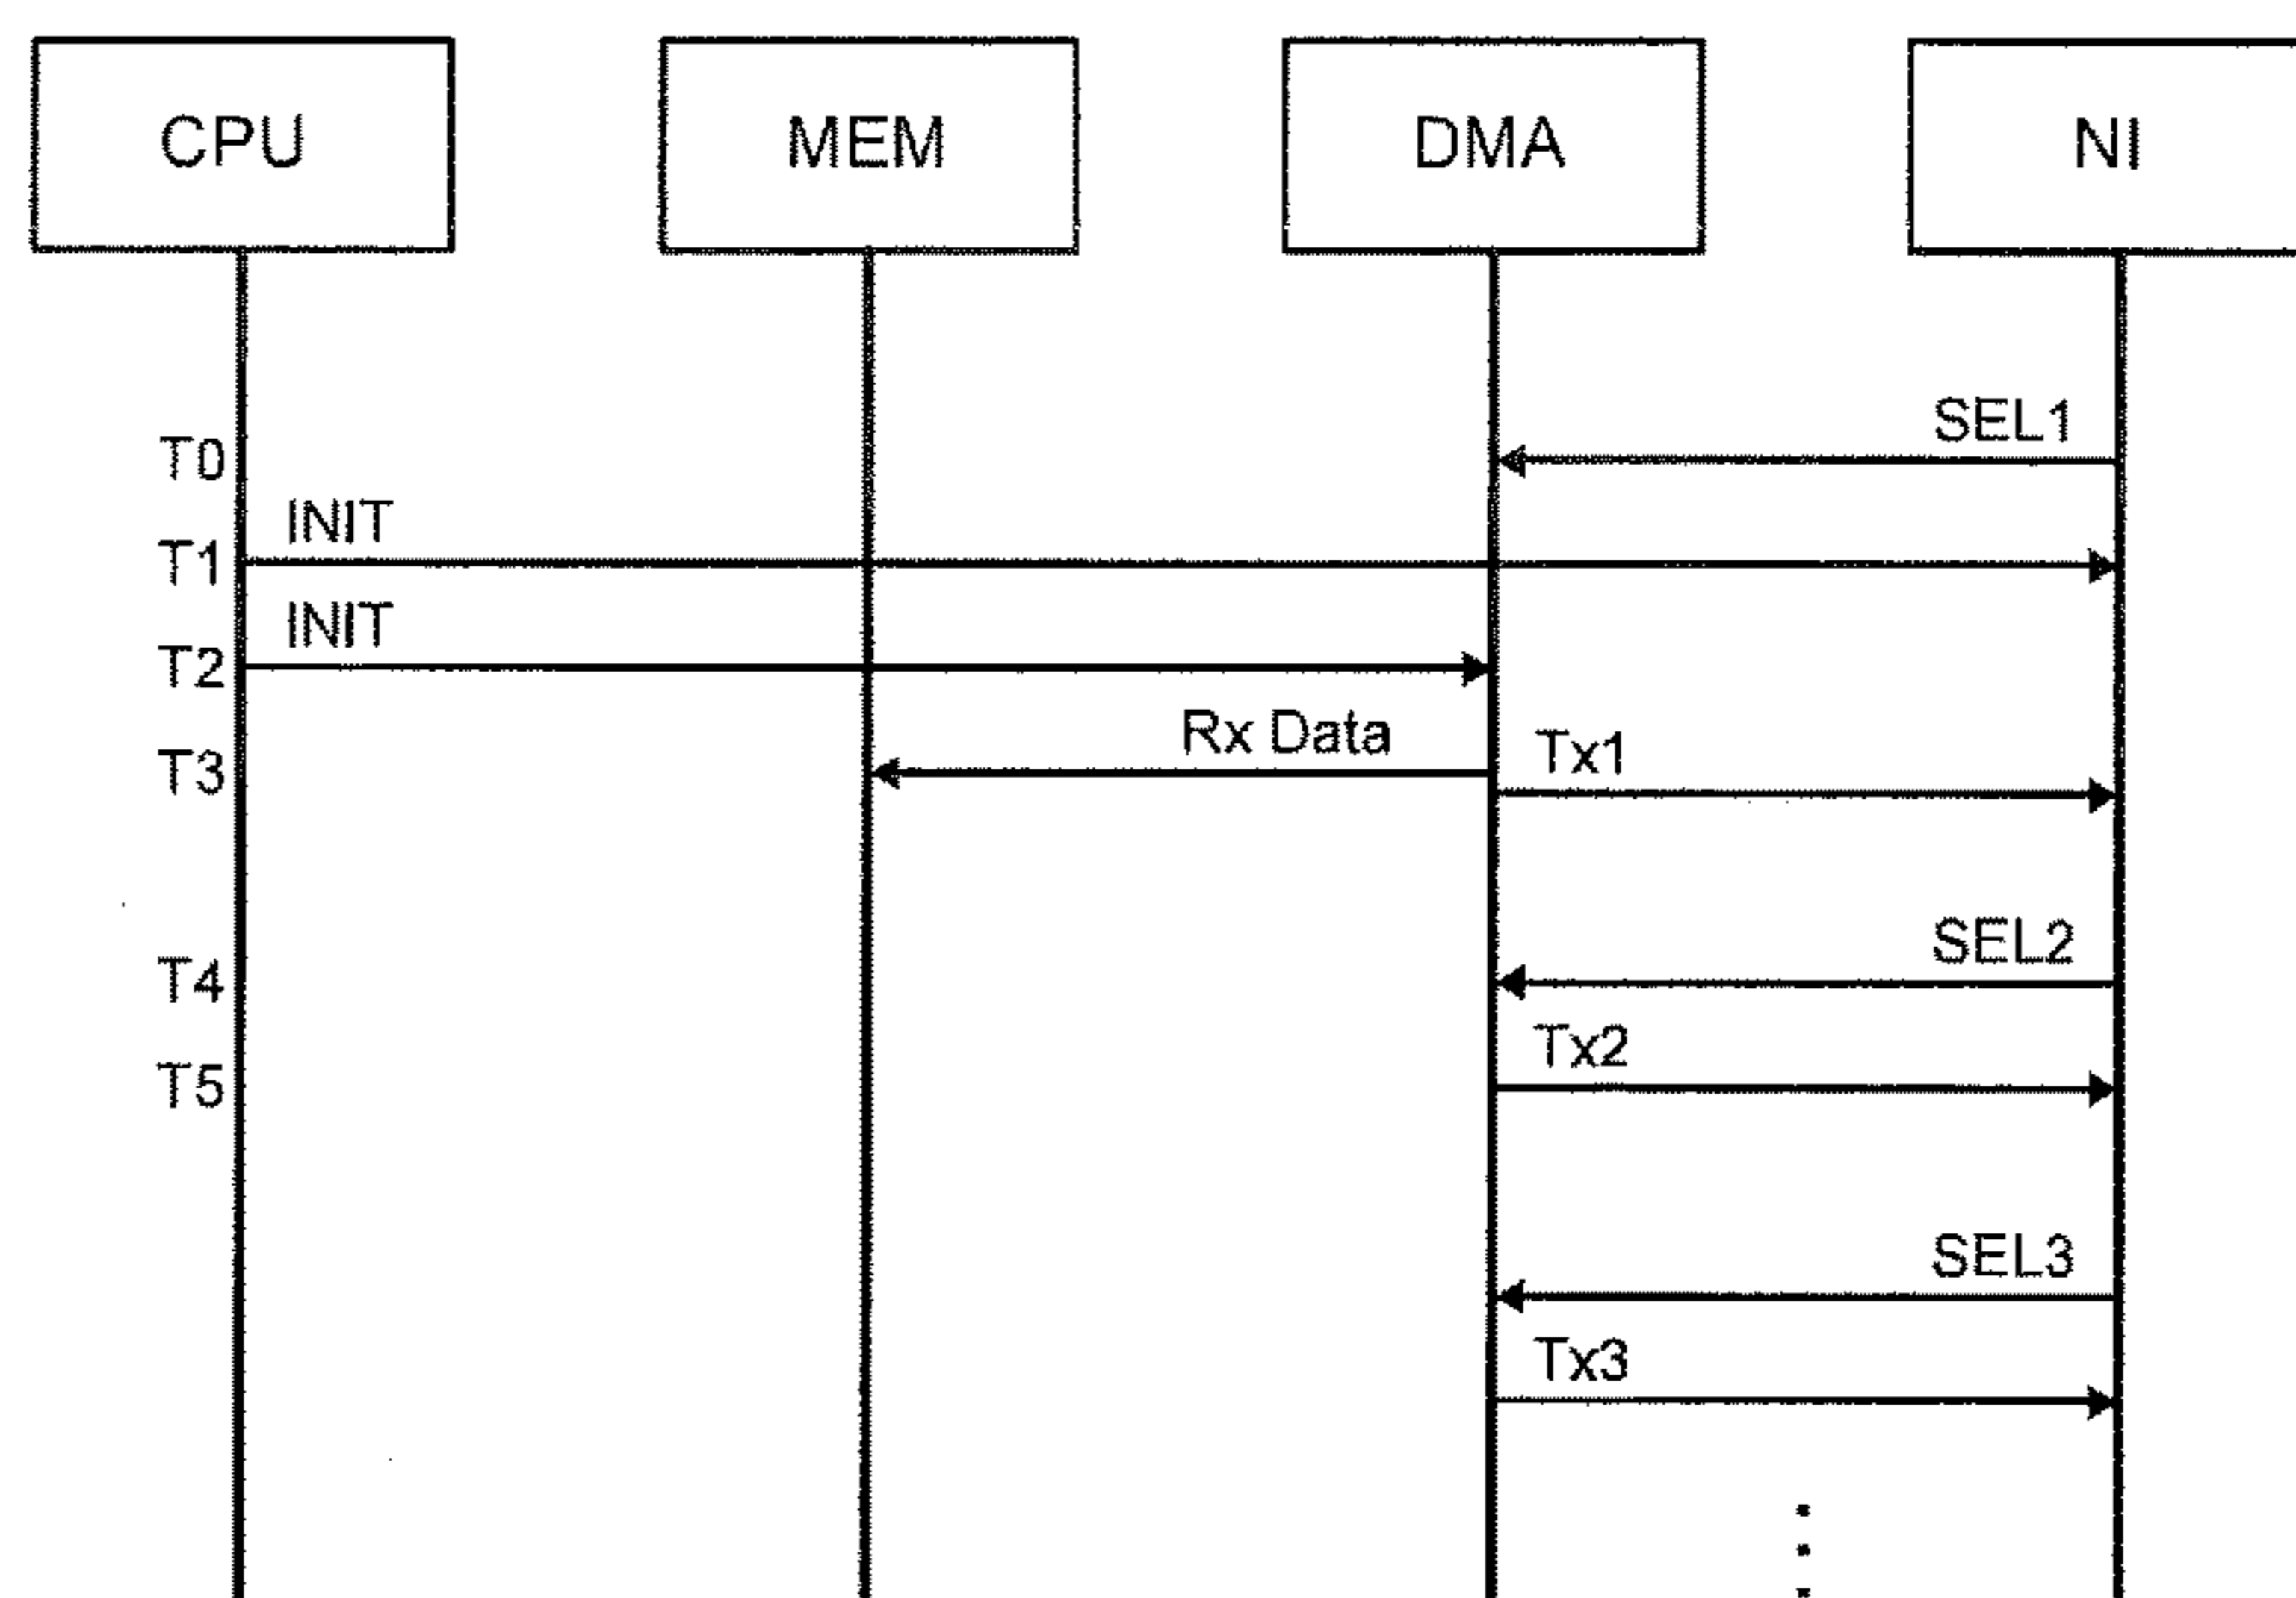 CPU
MEM
DMA
NI
SEL1
T0
INIT
T1
INIT
T2
Rx Data
Tx1
T3
SEL2
T4
Tx2
T5
SEL3
Tx3